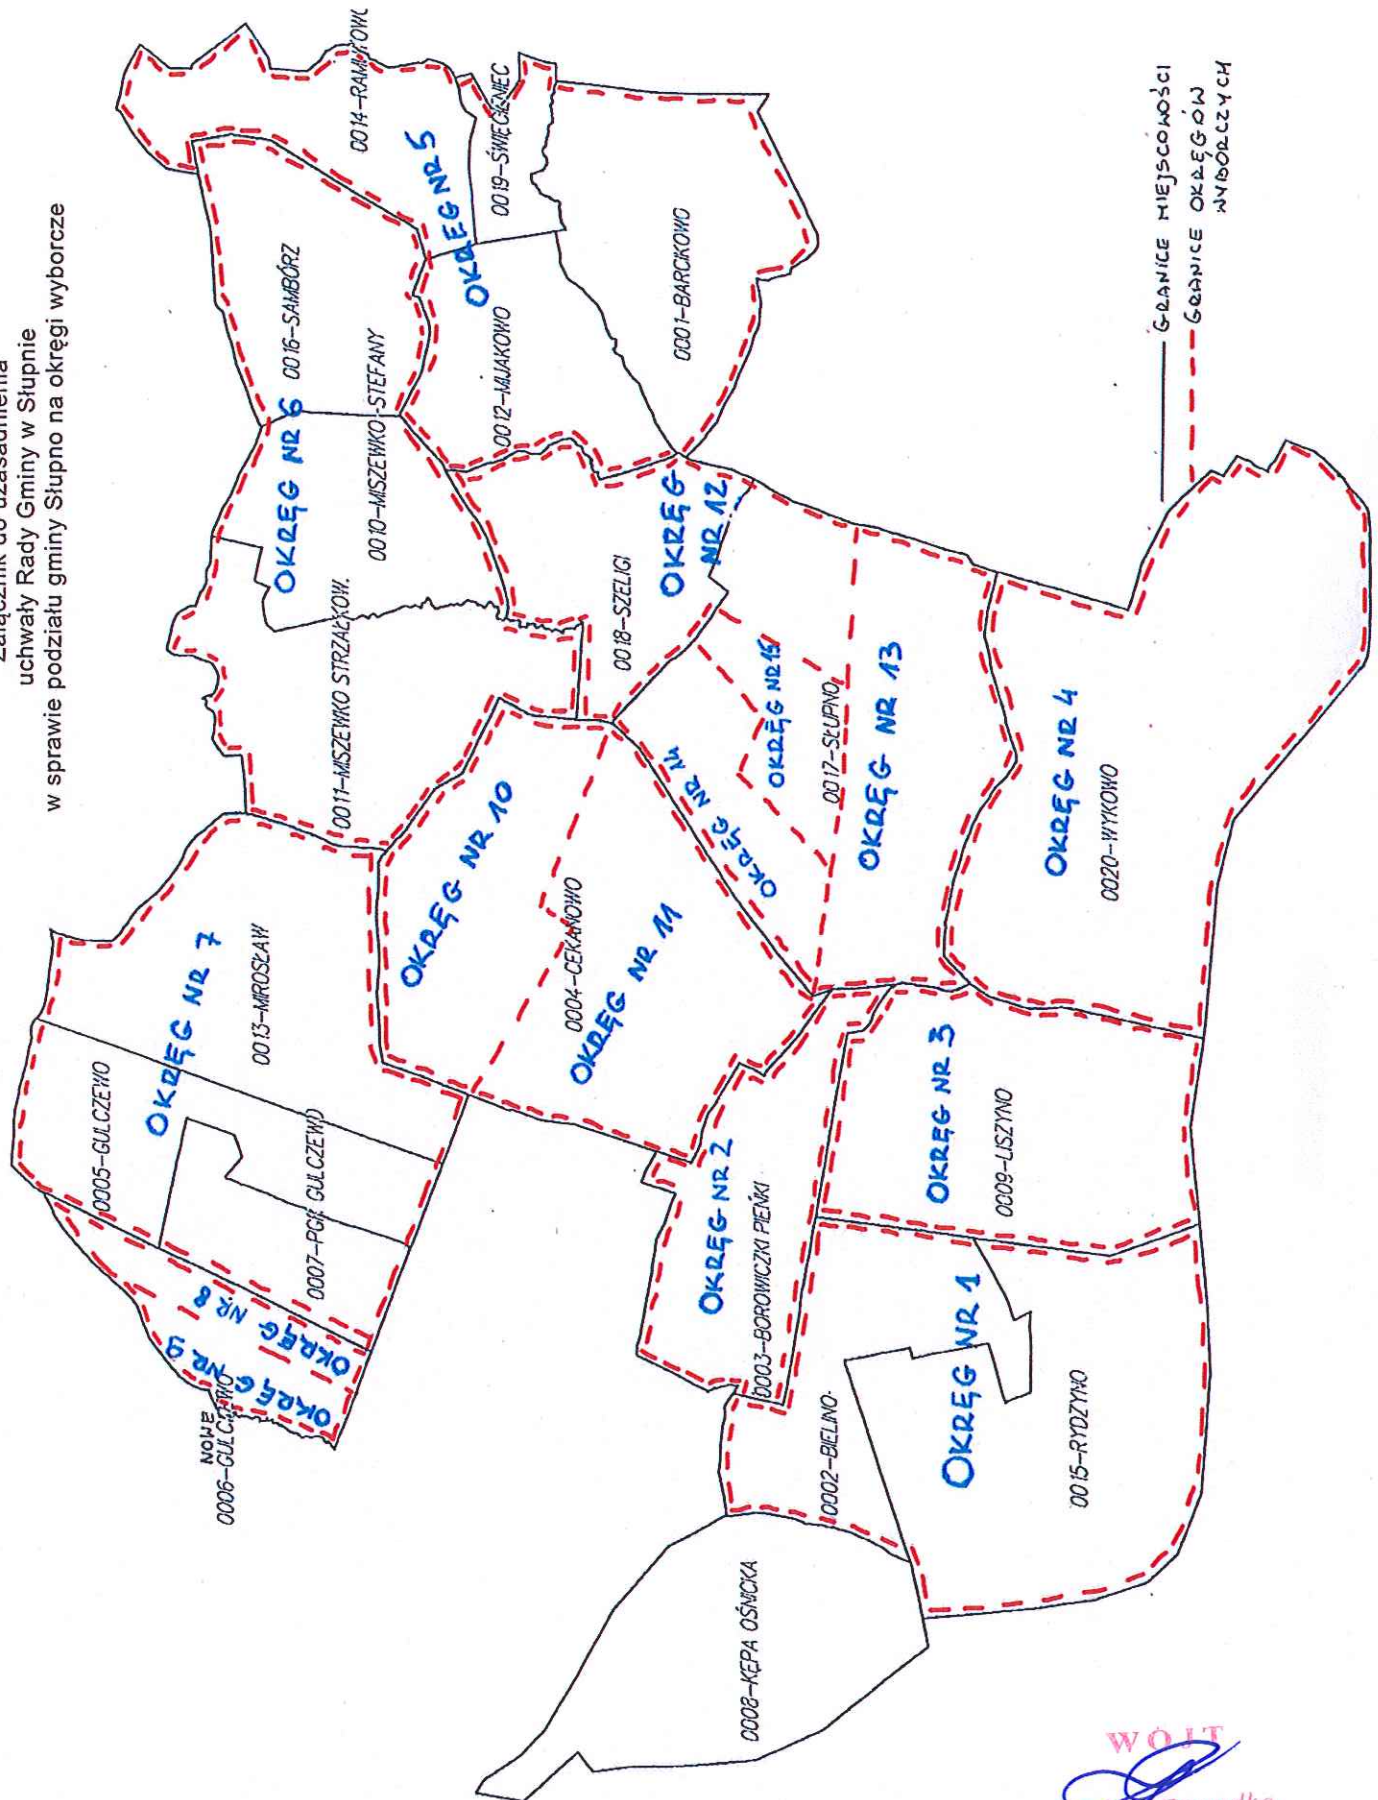 Załącznik do uzasadnienia
uchwały Rady Gminy w Słupnie
w sprawie podziału gminy Słupno na okręgi wyborcze
0014-RAMUTOWO
0019-ŚWIĘCIENIEC
OKRĘG NR 5
0016-SAMBÓRZ
0001-BARCIKOWO
0012-MIJAKOWO
OKRĘG NR 6
0010-MISZEWKO-STEFANY
0011-MISZEWKO STRZAŁKOW.
0018-SZELIGI
OKRĘG
NR 12
OKRĘG NR 15
0017-SŁUPNO
OKRĘG NR 13
OKRĘG NR 14
OKRĘG NR 10
0004-CEKANOWO
OKRĘG NR 11
OKRĘG NR 4
0020-WYKOWO
OKRĘG NR 7
0013-MIROSŁAW
0005-GULCZEWO
0007-PGR GULCZEWO
OKRĘG NR 8
OKRĘG NR 9
NOWE
0006-GULCZEWO
OKRĘG NR 2
0003-BOROWICZKI PIEŃKI
OKRĘG NR 3
0009-LISZYNO
OKRĘG NR 1
0002-BIELINO
0015-RYDZYNO
0008-KĘPA OŚNICKA
GRANICE MIEJSCOWOŚCI
GRANICE OKRĘGÓW
WYBORCZYCH
WÓJT